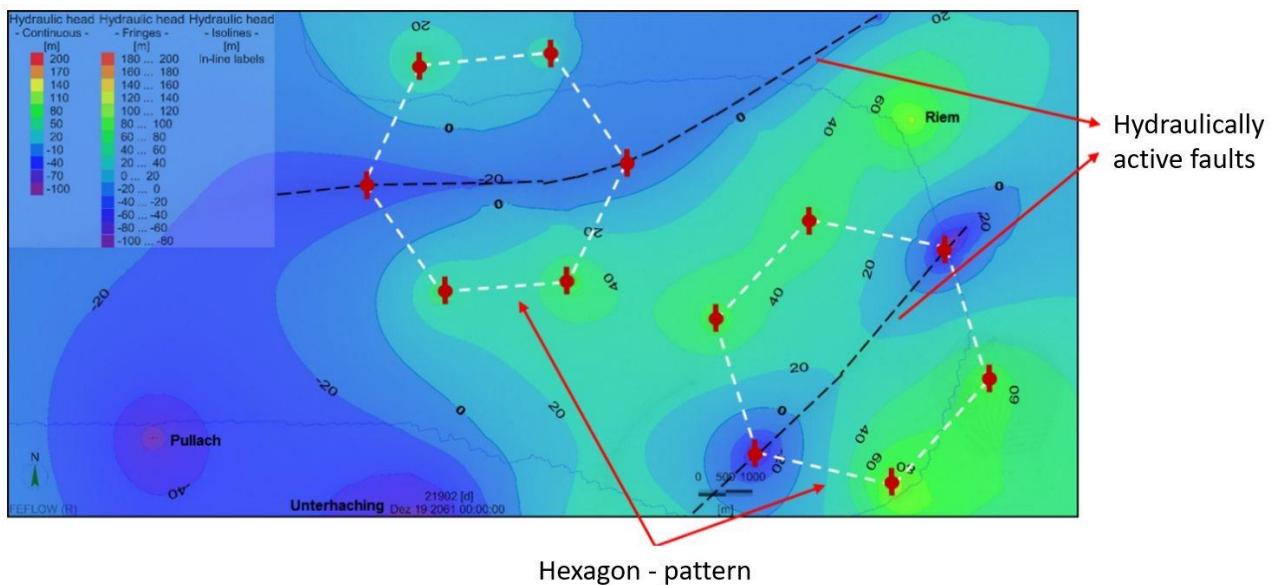 Hydraulic head
- Continuous -
[m]
200
170
140
110
80
50
20
-10
-40
-70
-100
Hydraulic head
- Fringes -
[m]
180 ... 200
160 ... 180
140 ... 160
120 ... 140
100 ... 120
80 ... 100
60 ... 80
40 ... 60
20 ... 40
0 ... 20
-20 ... 0
-40 ... -20
-60 ... -40
-80 ... -60
-100 ... -80
Hydraulic head
- Isolines -
[m]
In-line labels
20
20
0
0
60
Riem
40
Hydraulically
active faults
-20
0
0
20
20
20
40
40
-20
-20
0
20
20
0
60
40
60
Pullach
-40
N
0 500 1000
[m]
Unterhaching
21902 [d]
Dez 19 2061 00:00:00
FEFLOW (R)
Hexagon - pattern